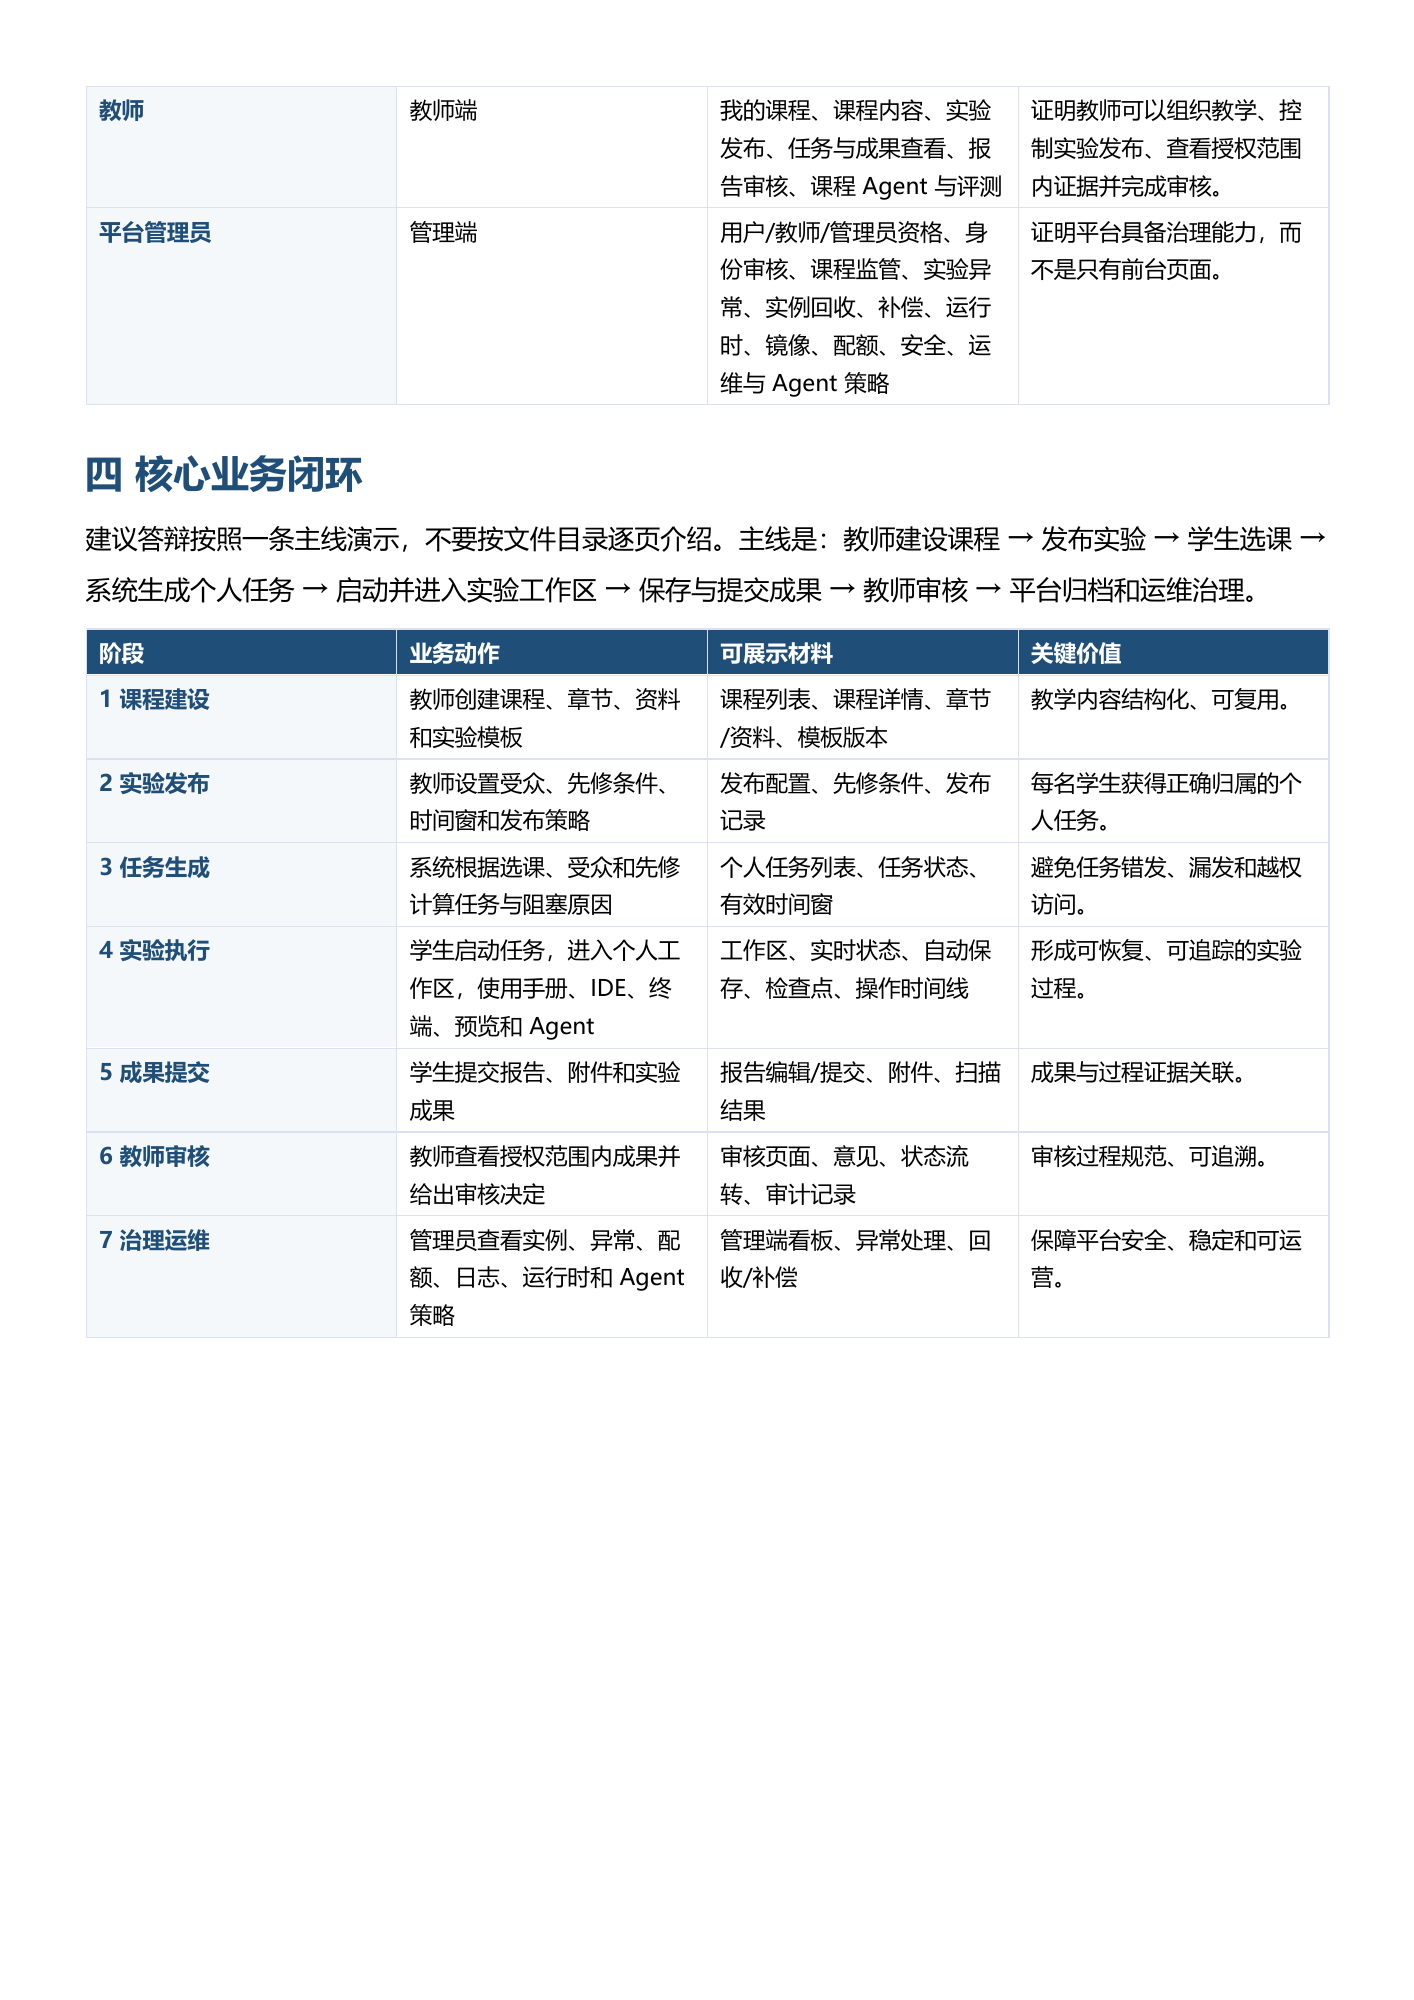 教师
教师端
我的课程、课程内容、实验
发布、任务与成果查看、报
告审核、课程 Agent 与评测
证明教师可以组织教学、控
制实验发布、查看授权范围
内证据并完成审核。
平台管理员
管理端
用户/教师/管理员资格、身
份审核、课程监管、实验异
常、实例回收、补偿、运行
时、镜像、配额、安全、运
维与 Agent 策略
证明平台具备治理能力，而
不是只有前台页面。
四 核心业务闭环
建议答辩按照一条主线演示，不要按文件目录逐页介绍。主线是：教师建设课程 → 发布实验 → 学生选课 →
系统生成个人任务 → 启动并进入实验工作区 → 保存与提交成果 → 教师审核 → 平台归档和运维治理。
阶段
业务动作
可展示材料
关键价值
1 课程建设
教师创建课程、章节、资料
和实验模板
课程列表、课程详情、章节
/资料、模板版本
教学内容结构化、可复用。
2 实验发布
教师设置受众、先修条件、
时间窗和发布策略
发布配置、先修条件、发布
记录
每名学生获得正确归属的个
人任务。
3 任务生成
系统根据选课、受众和先修
计算任务与阻塞原因
个人任务列表、任务状态、
有效时间窗
避免任务错发、漏发和越权
访问。
4 实验执行
学生启动任务，进入个人工
作区，使用手册、IDE、终
端、预览和 Agent
工作区、实时状态、自动保
存、检查点、操作时间线
形成可恢复、可追踪的实验
过程。
5 成果提交
学生提交报告、附件和实验
成果
报告编辑/提交、附件、扫描
结果
成果与过程证据关联。
6 教师审核
教师查看授权范围内成果并
给出审核决定
审核页面、意见、状态流
转、审计记录
审核过程规范、可追溯。
7 治理运维
管理员查看实例、异常、配
额、日志、运行时和 Agent
策略
管理端看板、异常处理、回
收/补偿
保障平台安全、稳定和可运
营。